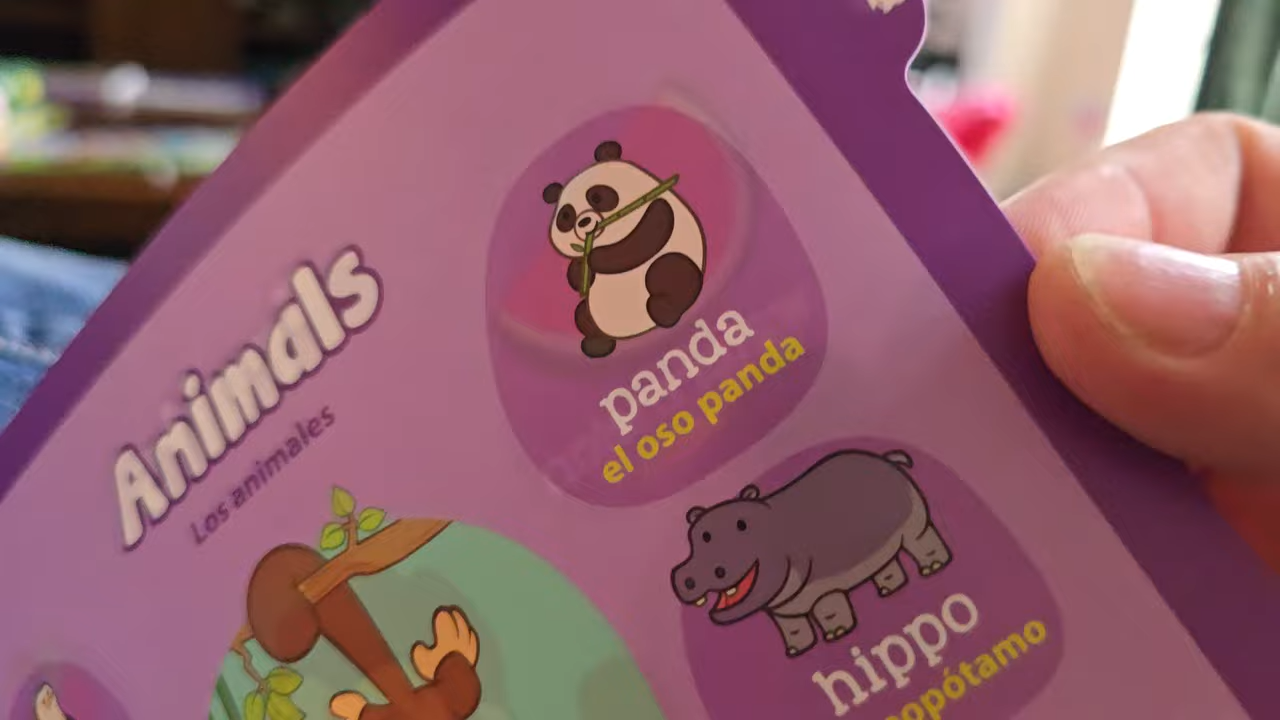 Animals
Los animales
panda
el oso panda
hippo